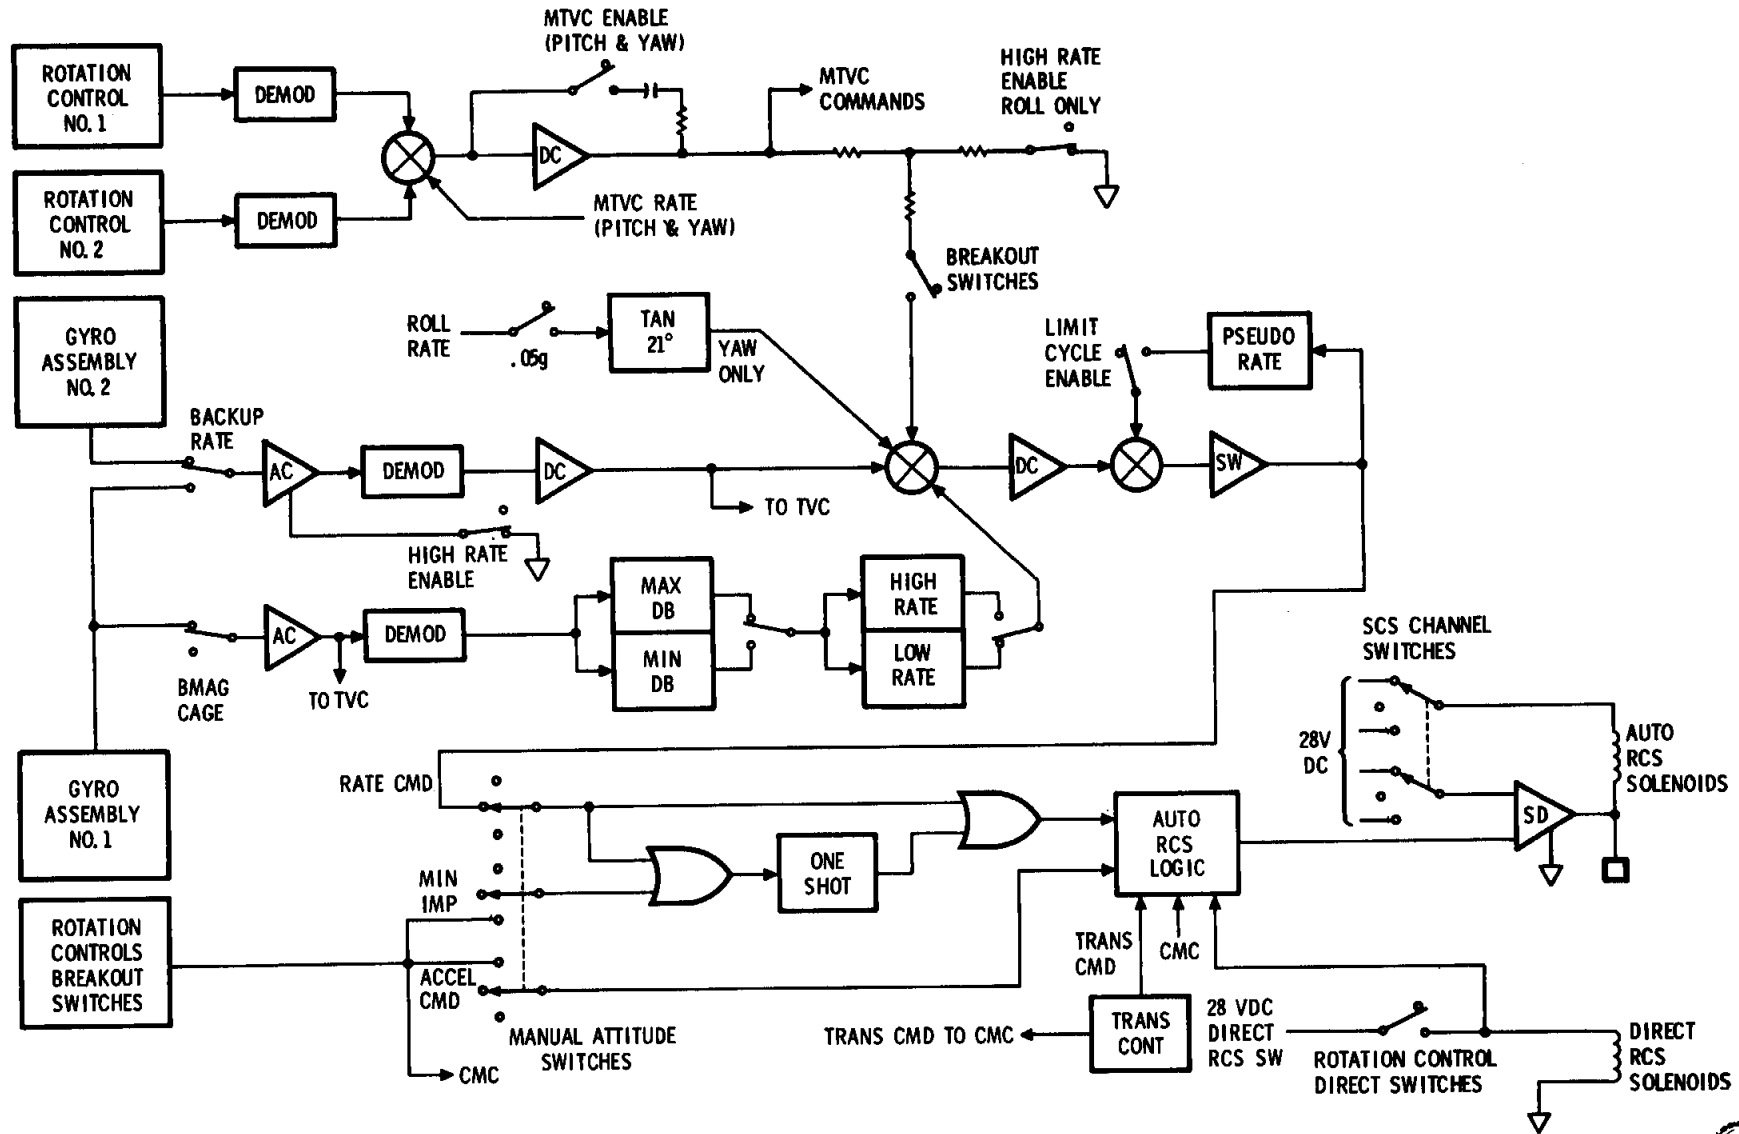 MTVC ENABLE
(PITCH & YAW)
ROTATION
CONTROL
NO. 1
DEMOD
DC
MTVC
COMMANDS
HIGH RATE
ENABLE
ROLL ONLY
ROTATION
CONTROL
NO. 2
DEMOD
MTVC RATE
(PITCH & YAW)
BREAKOUT
SWITCHES
GYRO
ASSEMBLY
NO. 2
ROLL
RATE
.05g
TAN
21°
YAW
ONLY
LIMIT
CYCLE
ENABLE
PSEUDO
RATE
BACKUP
RATE
AC
DEMOD
DC
TO TVC
DC
SW
HIGH RATE
ENABLE
BMAG
CAGE
AC
TO TVC
DEMOD
MAX
DB
MIN
DB
HIGH
RATE
LOW
RATE
SCS CHANNEL
SWITCHES
28V
DC
AUTO
RCS
SOLENOIDS
SD
GYRO
ASSEMBLY
NO. 1
RATE CMD
MIN
IMP
ACCEL
CMD
ONE
SHOT
AUTO
RCS
LOGIC
ROTATION
CONTROLS
BREAKOUT
SWITCHES
CMC
MANUAL ATTITUDE
SWITCHES
TRANS
CMD
CMC
TRANS CMD TO CMC
TRANS
CONT
28 VDC
DIRECT
RCS SW
ROTATION CONTROL
DIRECT SWITCHES
DIRECT
RCS
SOLENOIDS